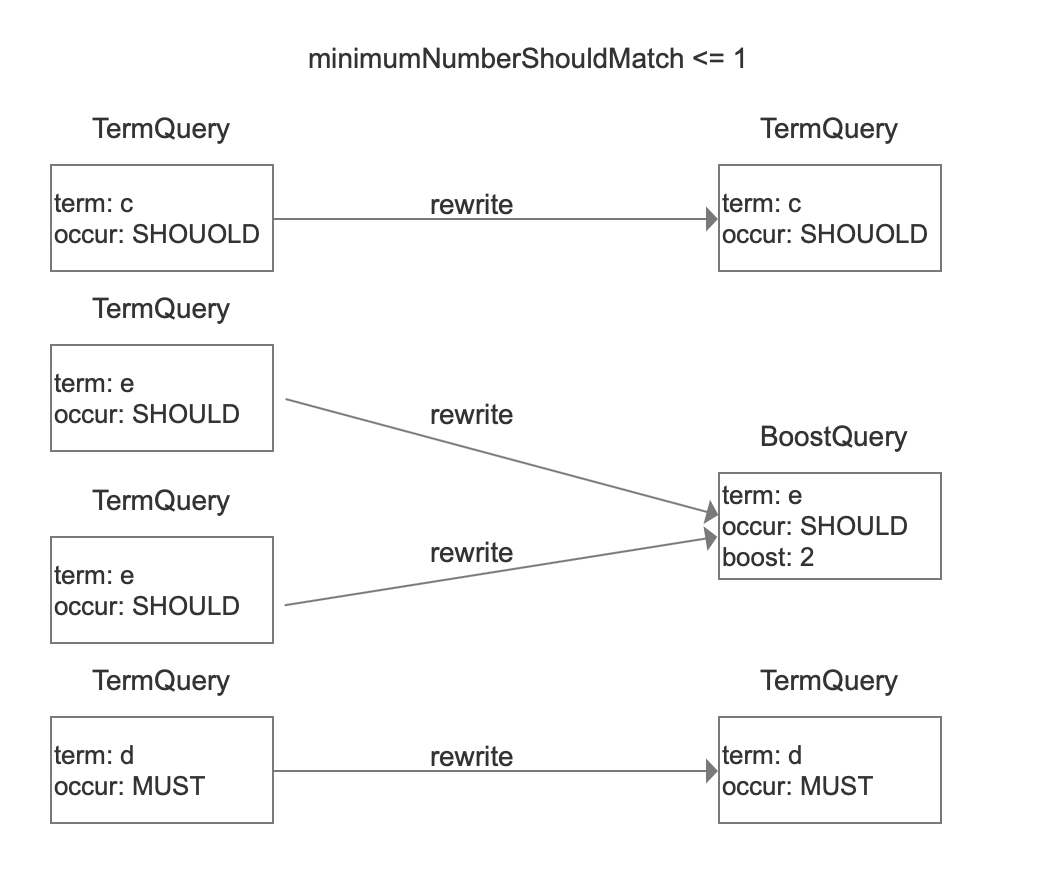 minimumNumberShouldMatch <= 1
TermQuery
TermQuery
term: c
occur: SHOUOLD
rewrite
term: c
occur: SHOUOLD
TermQuery
term: e
occur: SHOULD
rewrite
BoostQuery
term: e
occur: SHOULD
boost: 2
TermQuery
rewrite
term: e
occur: SHOULD
TermQuery
TermQuery
term: d
occur: MUST
rewrite
term: d
occur: MUST